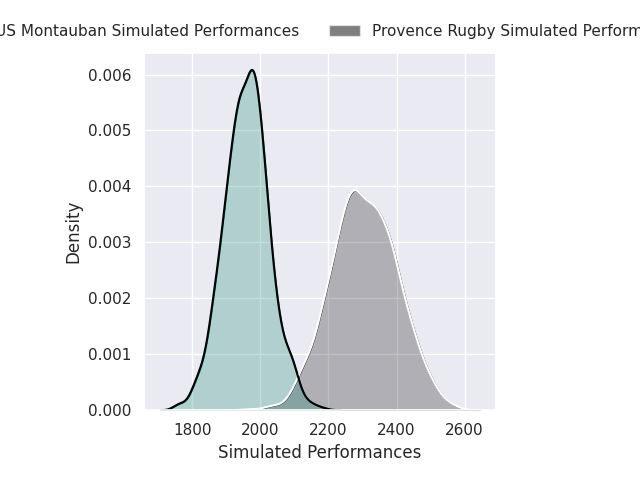 US Montauban Simulated Performances
Provence Rugby Simulated Perform
0.006
0.005
0.004
0.003
0.002
0.001
0.000
Density
1800 2000 2200 2400 2600
Simulated Performances